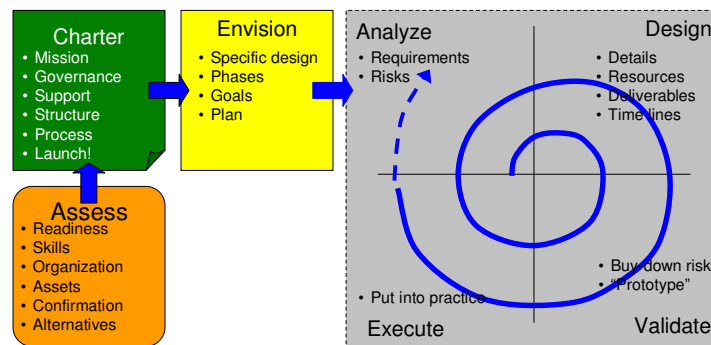 Charter
• Mission
• Governance
• Support
• Structure
• Process
• Launch!
Envision
• Specific design
• Phases
• Goals
• Plan
Assess
• Readiness
• Skills
• Organization
• Assets
• Confirmation
• Alternatives
Analyze
• Requirements
• Risks
Design
• Details
• Resources
• Deliverables
• Time lines
• Put into practice
Execute
• Buy-down risk
• “Prototype”
Validate